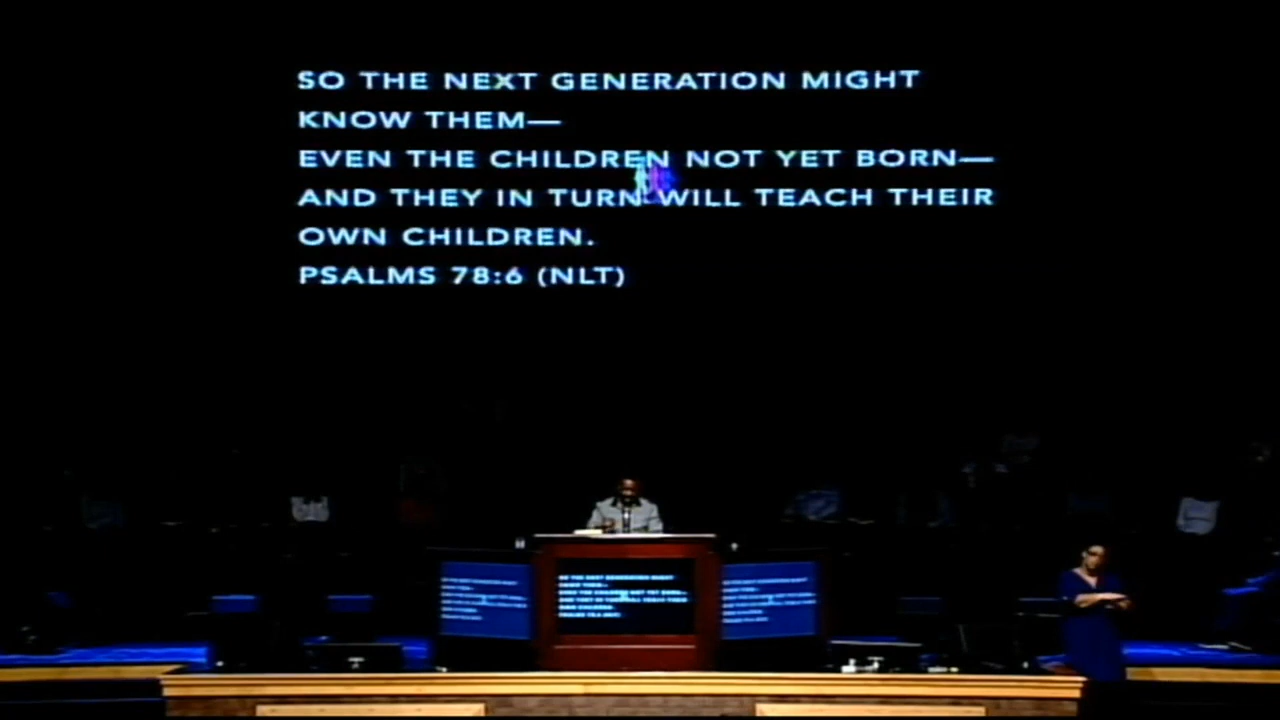 SO THE NEXT GENERATION MIGHT
KNOW THEM—
EVEN THE CHILDREN NOT YET BORN—
AND THEY IN TURN WILL TEACH THEIR
OWN CHILDREN.
PSALMS 78:6 (NLT)